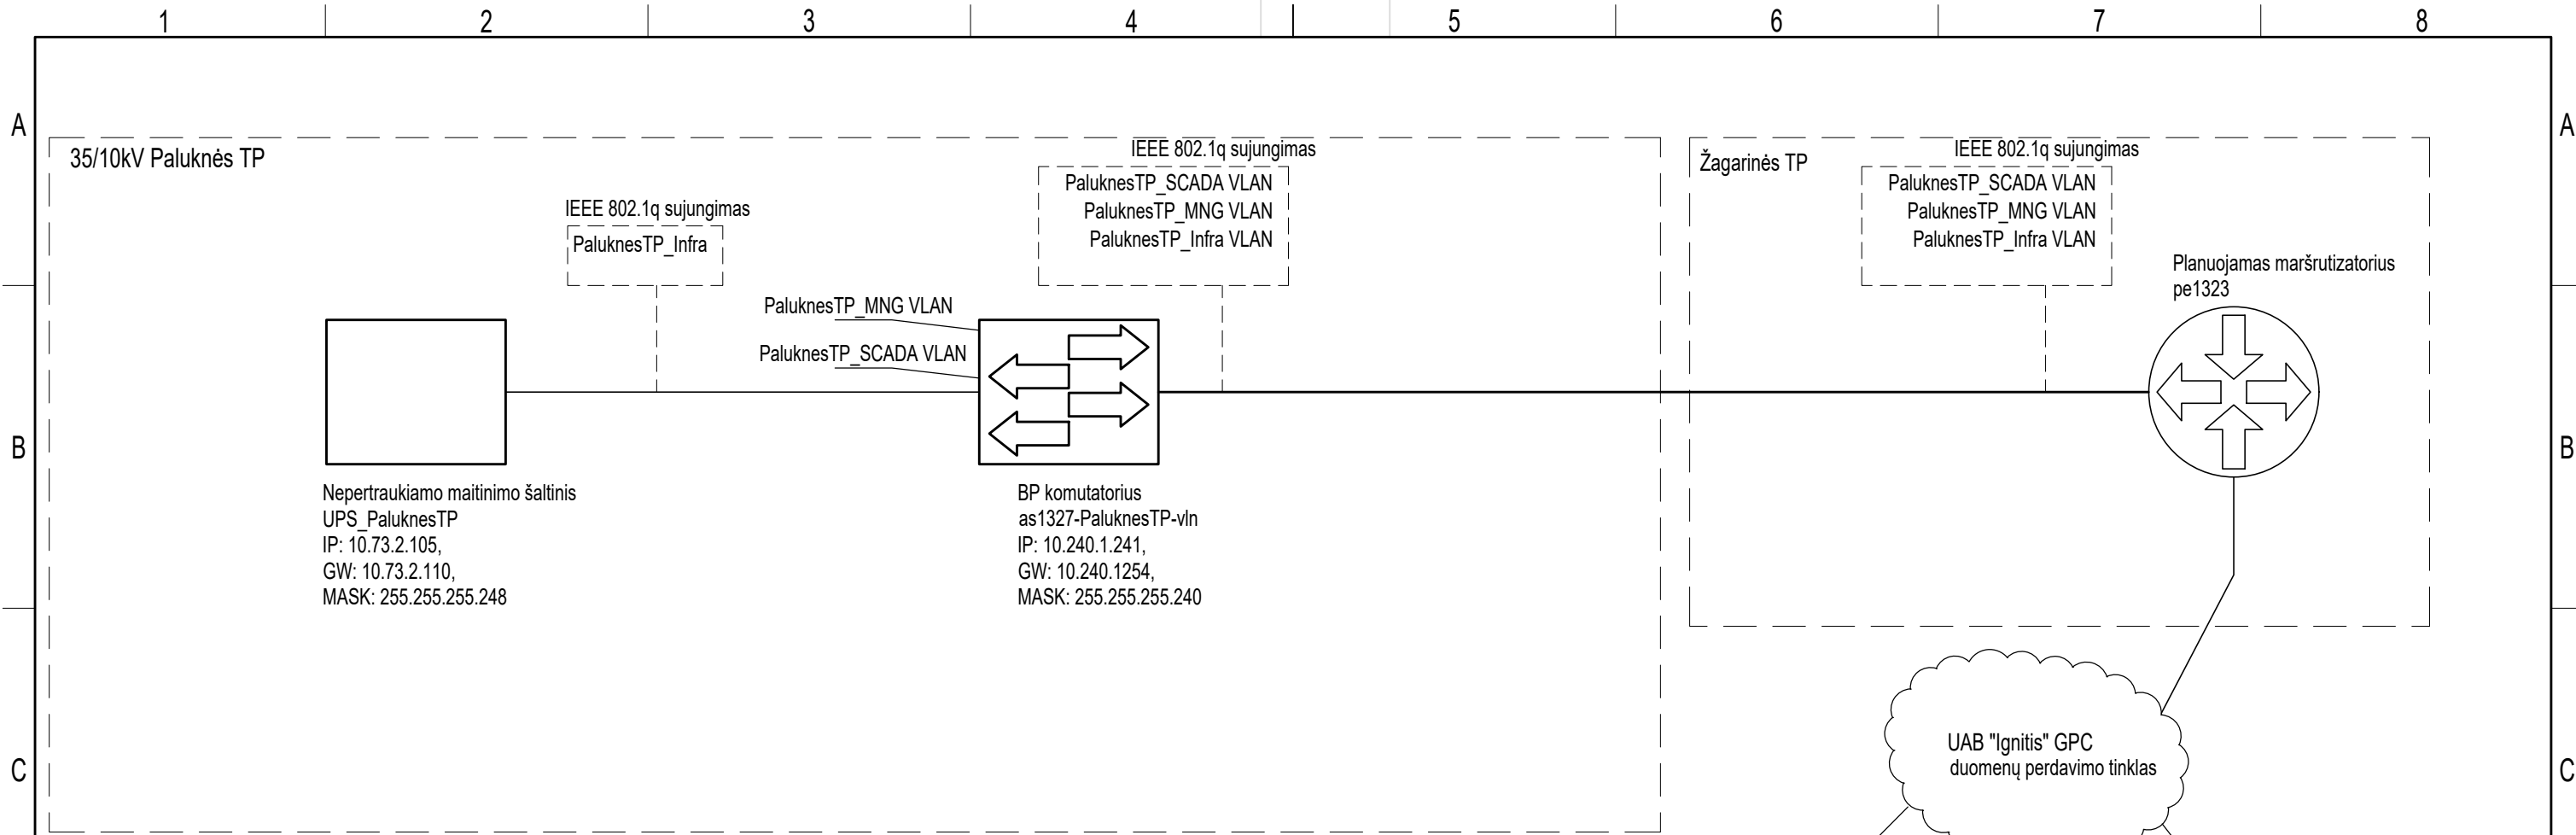 1 2 3 4 5 6 7 8
A A
35/10kV Paluknės TP
IEEE 802.1q sujungimas
PaluknesTP_Infra
IEEE 802.1q sujungimas
PaluknesTP_SCADA VLAN
PaluknesTP_MNG VLAN
PaluknesTP_Infra VLAN
Žagarinės TP
IEEE 802.1q sujungimas
PaluknesTP_SCADA VLAN
PaluknesTP_MNG VLAN
PaluknesTP_Infra VLAN
Planuojamas maršrutizatorius
pe1323
PaluknesTP_MNG VLAN
PaluknesTP_SCADA VLAN
B B
Nepertraukiamo maitinimo šaltinis
UPS_PaluknesTP
IP: 10.73.2.105,
GW: 10.73.2.110,
MASK: 255.255.255.248
BP komutatorius
as1327-PaluknesTP-vln
IP: 10.240.1.241,
GW: 10.240.1254,
MASK: 255.255.255.240
UAB "Ignitis" GPC
duomenų perdavimo tinklas
C C